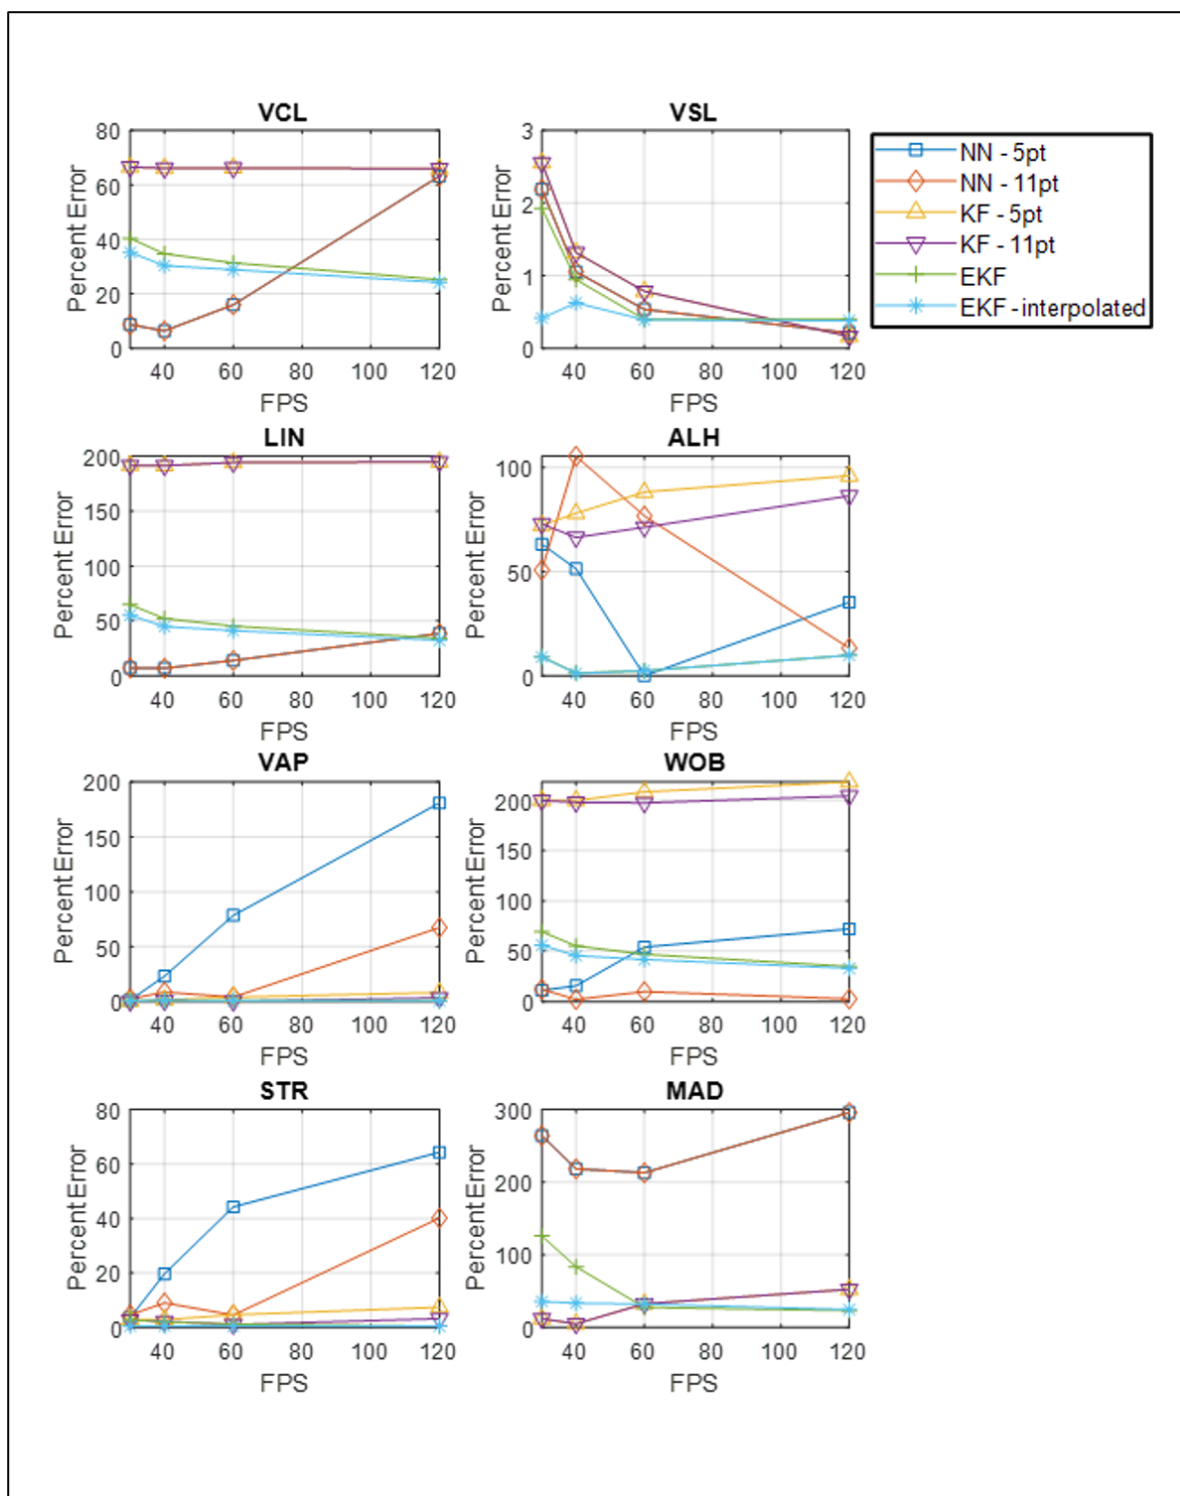 VCL
80
60
40
20
0
Percent Error
40 60 80 100 120
FPS
VSL
3
2
1
0
Percent Error
40 60 80 100 120
FPS
NN - 5pt
NN - 11pt
KF - 5pt
KF - 11pt
EKF
EKF - interpolated
LIN
200
150
100
50
0
Percent Error
40 60 80 100 120
FPS
ALH
100
50
0
Percent Error
40 60 80 100 120
FPS
VAP
200
150
100
50
0
Percent Error
40 60 80 100 120
FPS
WOB
200
150
100
50
0
Percent Error
40 60 80 100 120
FPS
STR
80
60
40
20
0
Percent Error
40 60 80 100 120
FPS
MAD
300
200
100
0
Percent Error
40 60 80 100 120
FPS